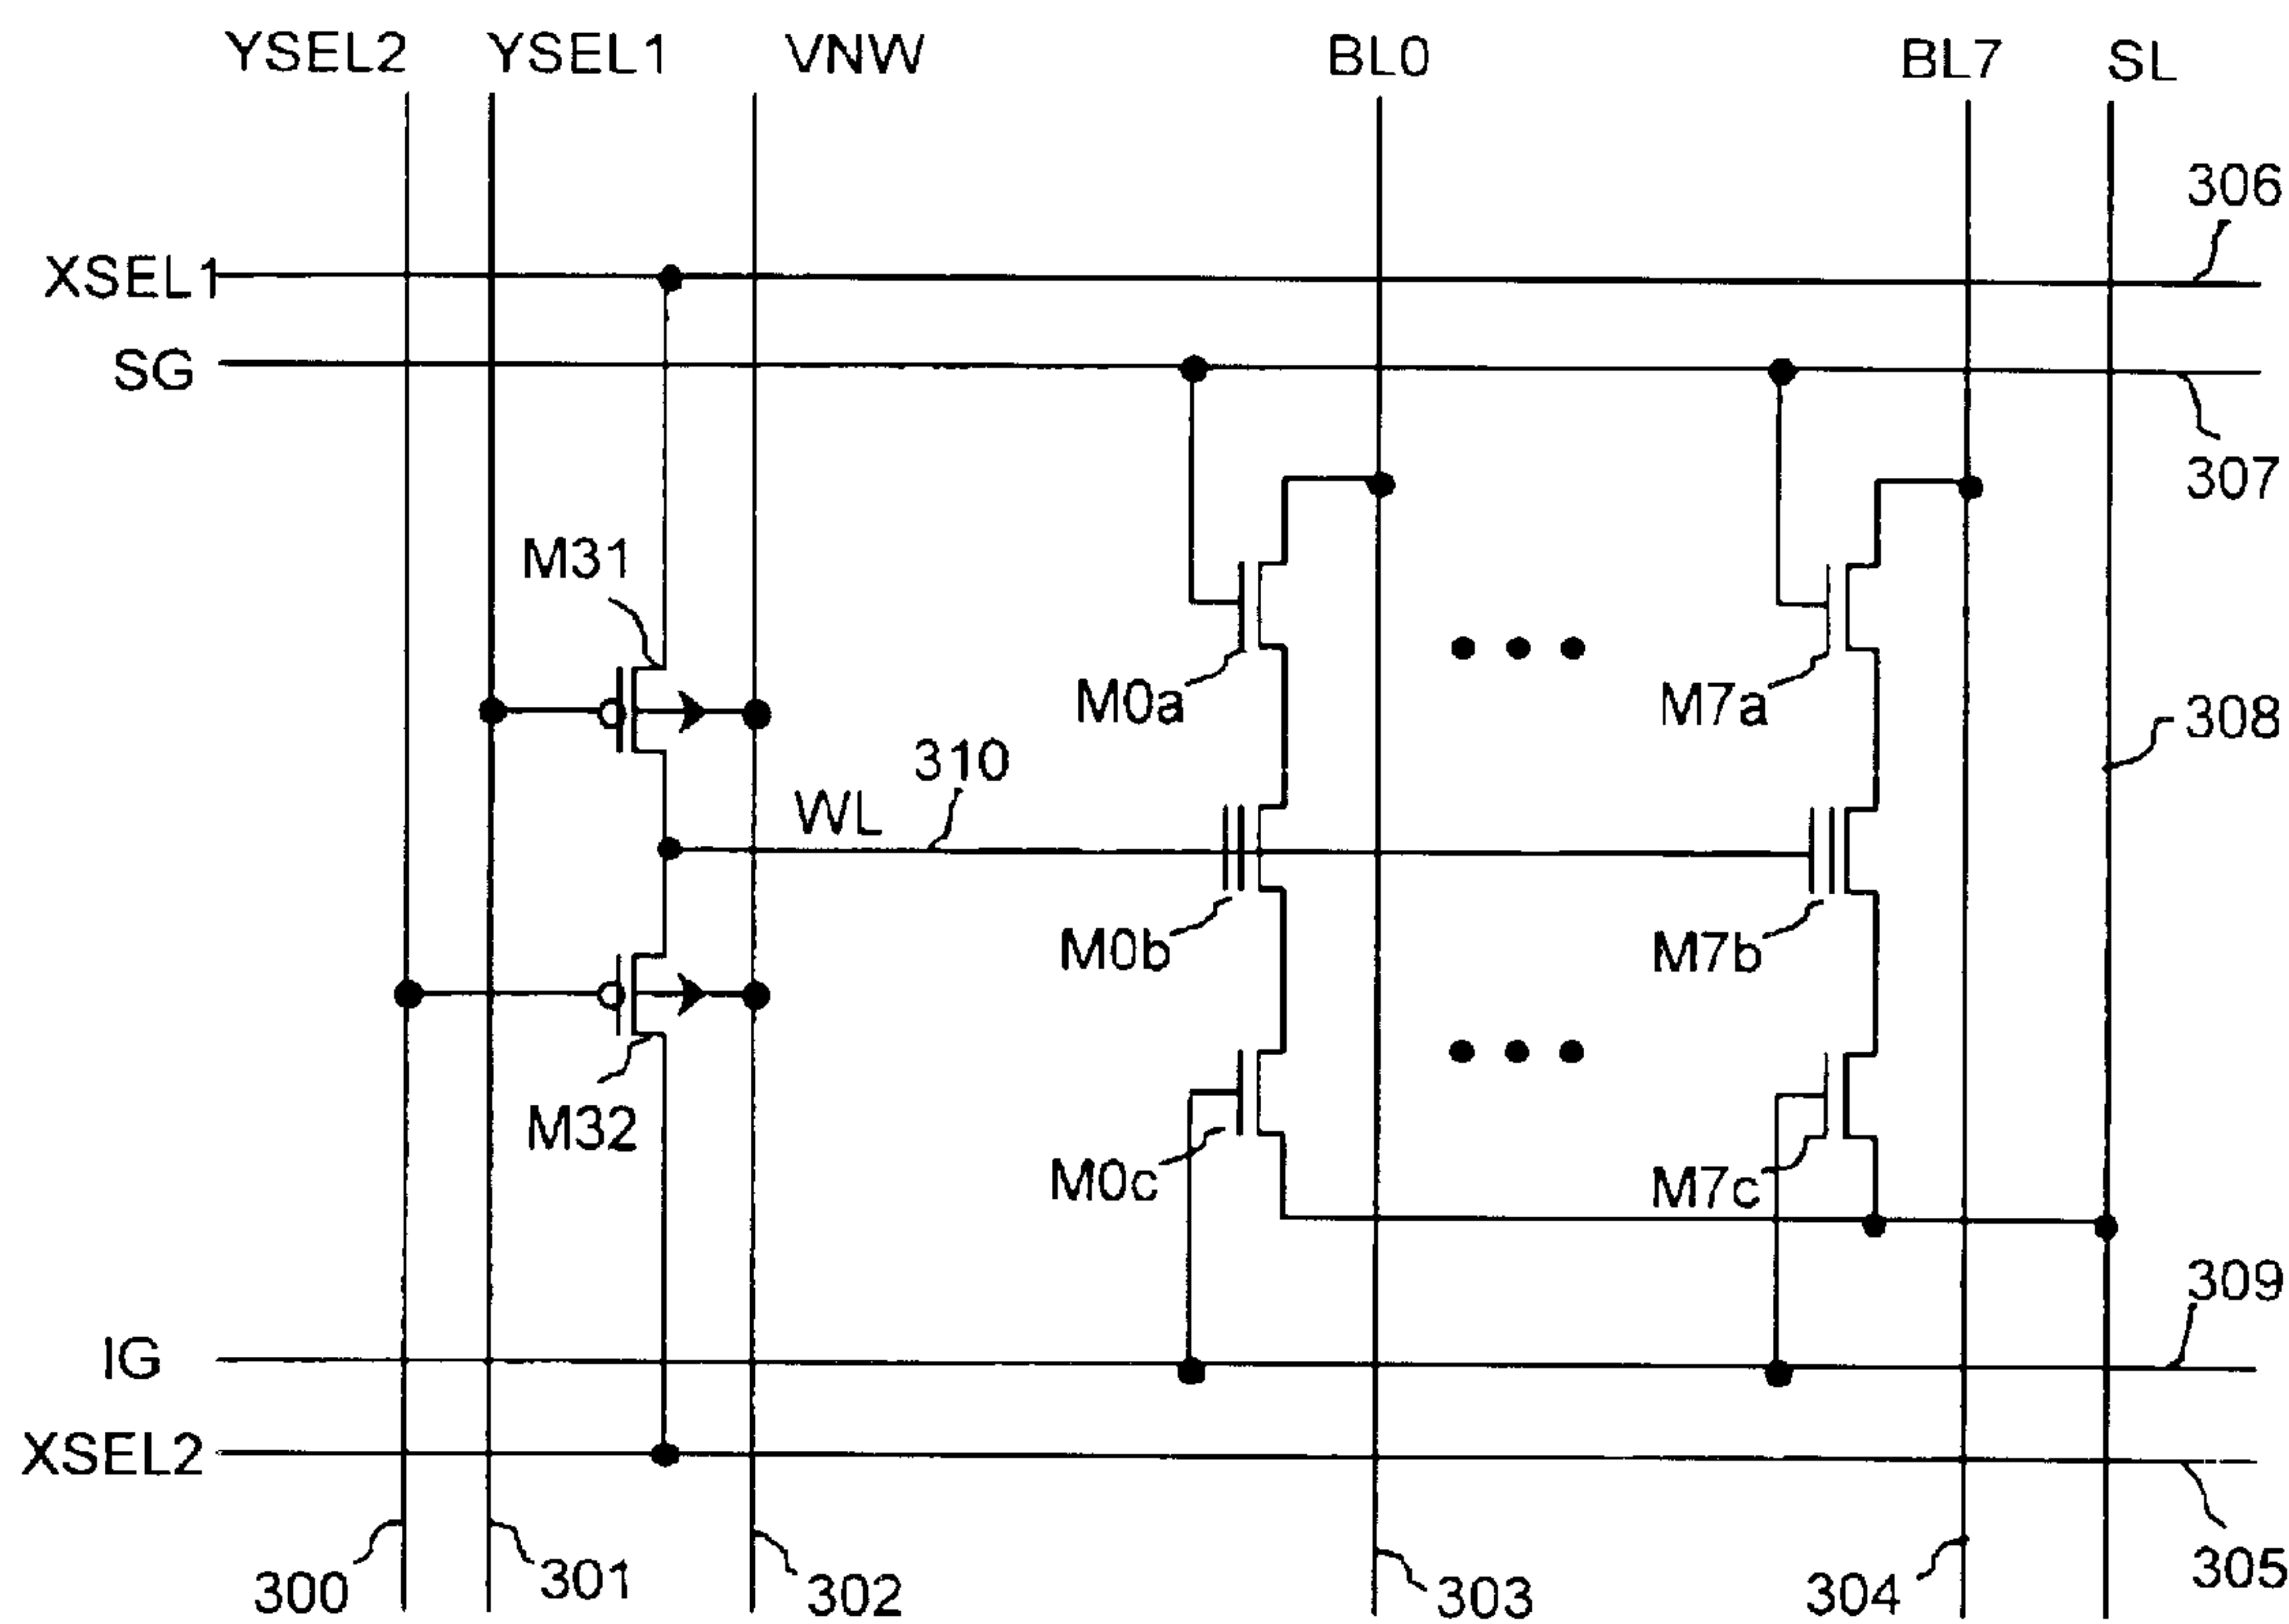 YSEL2 YSEL1 VNW BL0 BL7 SL
306
XSEL1
SG
307
M31
M0a M7a
308
310
WL
M0b M7b
M32
M0c M7c
309
IG
XSEL2
305
300 301 302 303 304